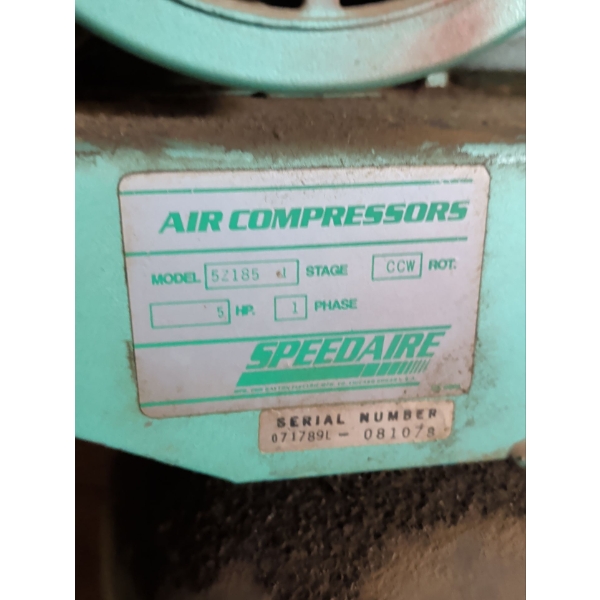 AIR COMPRESSORS
MODEL 5Z185 1 STAGE CCW ROT.
5 HP. 1 PHASE
SPEEDAIRE
SERIAL NUMBER
071789L - 081078